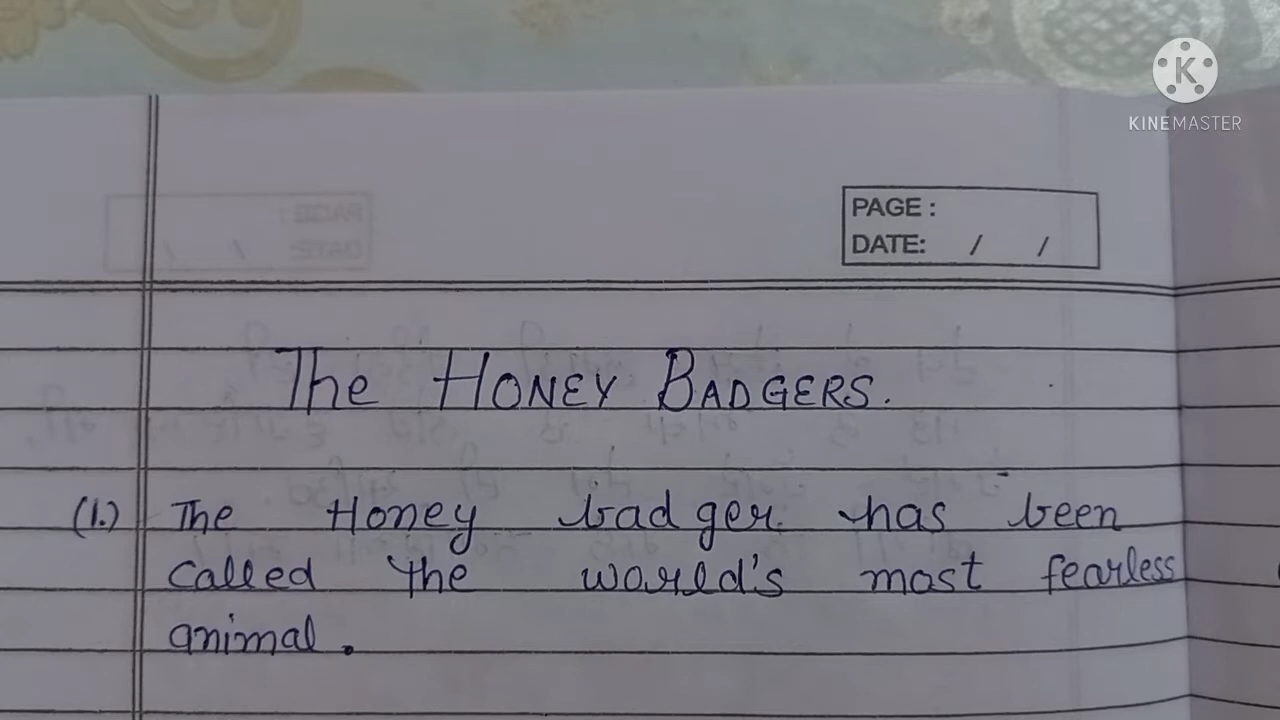 K
KINEMASTER
PAGE :
DATE: / /
The HONEY BADGERS.
(1.) The Honey badger has been
called the world's most fearless
animal.